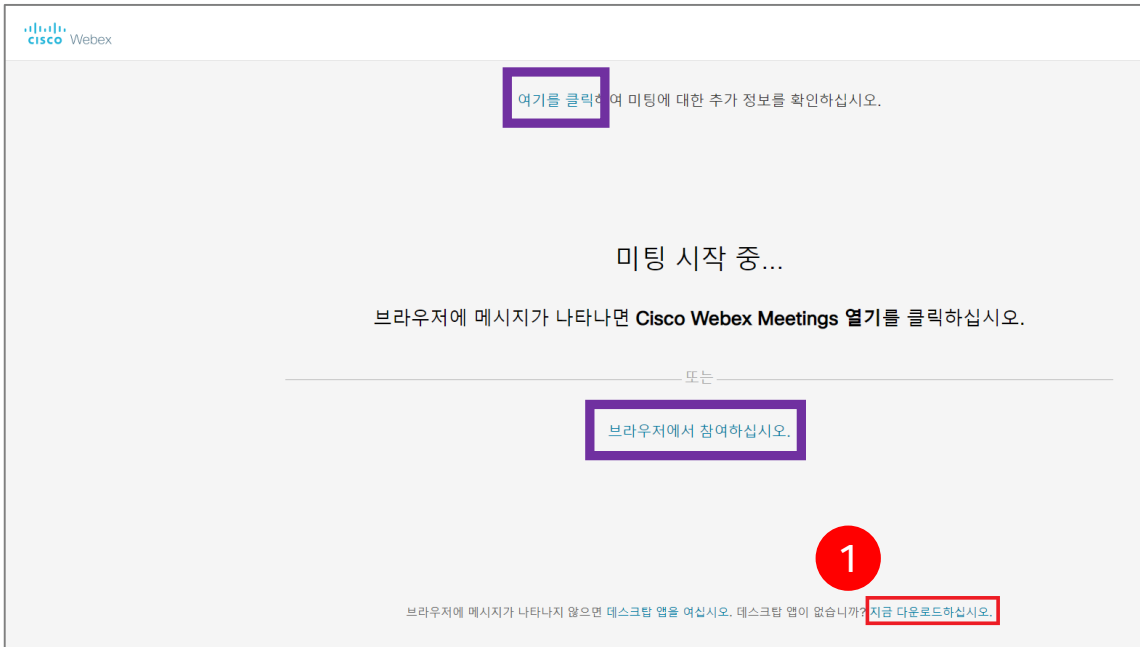 CISCO Webex
여기를 클릭하여 미팅에 대한 추가 정보를 확인하십시오.
미팅 시작 중...
브라우저에 메시지가 나타나면 Cisco Webex Meetings 열기를 클릭하십시오.
또는
브라우저에서 참여하십시오.
1
브라우저에 메시지가 나타나지 않으면 데스크탑 앱을 여십시오. 데스크탑 앱이 없습니까? 지금 다운로드하십시오.